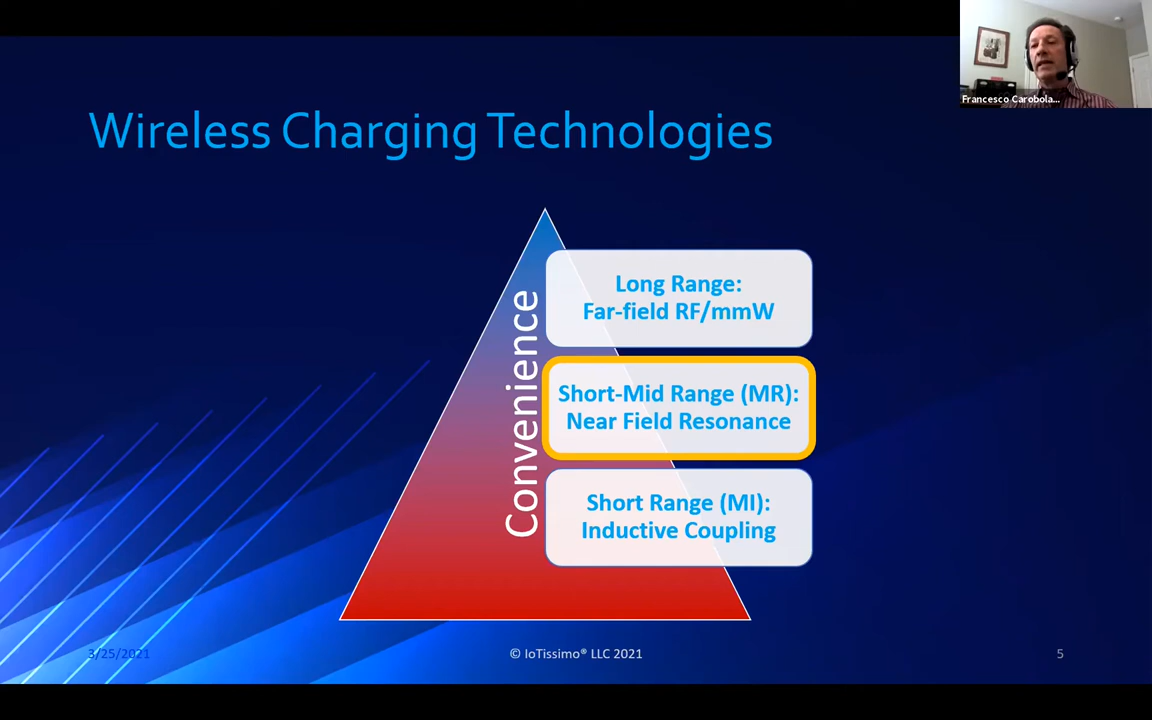 Francesco Carobola...
Wireless Charging Technologies
Convenience
Long Range:
Far-field RF/mmW
Short-Mid Range (MR):
Near Field Resonance
Short Range (MI):
Inductive Coupling
3/25/2021
© IoTissimo® LLC 2021
5